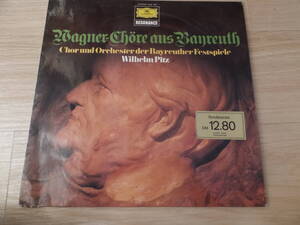 RESONANCE
Wagner-Chöre aus Bayreuth
Chor und Orchester der Bayreuther Festspiele
Wilhelm Pitz
DM 12.80